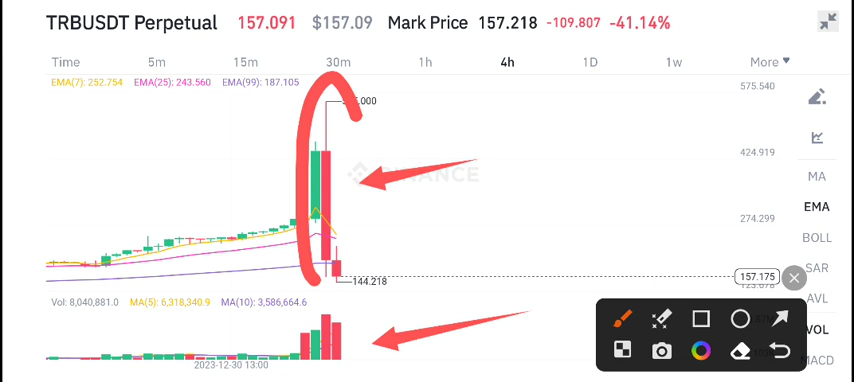 TRBUSDT Perpetual 157.091 $157.09 Mark Price 157.218 -109.807 -41.14%
Time 5m 15m 30m 1h 4h 1D 1w More
EMA(7): 252.754 EMA(25): 243.560 EMA(99): 187.105
575.540
424.919
274.299
144.218
157.175
MA
EMA
BOLL
SAR
AVL
VOL
MACD
Vol: 8,040,881.0 MA(5): 6,318,340.9 MA(10): 3,586,664.6
2023-12-30 13:00